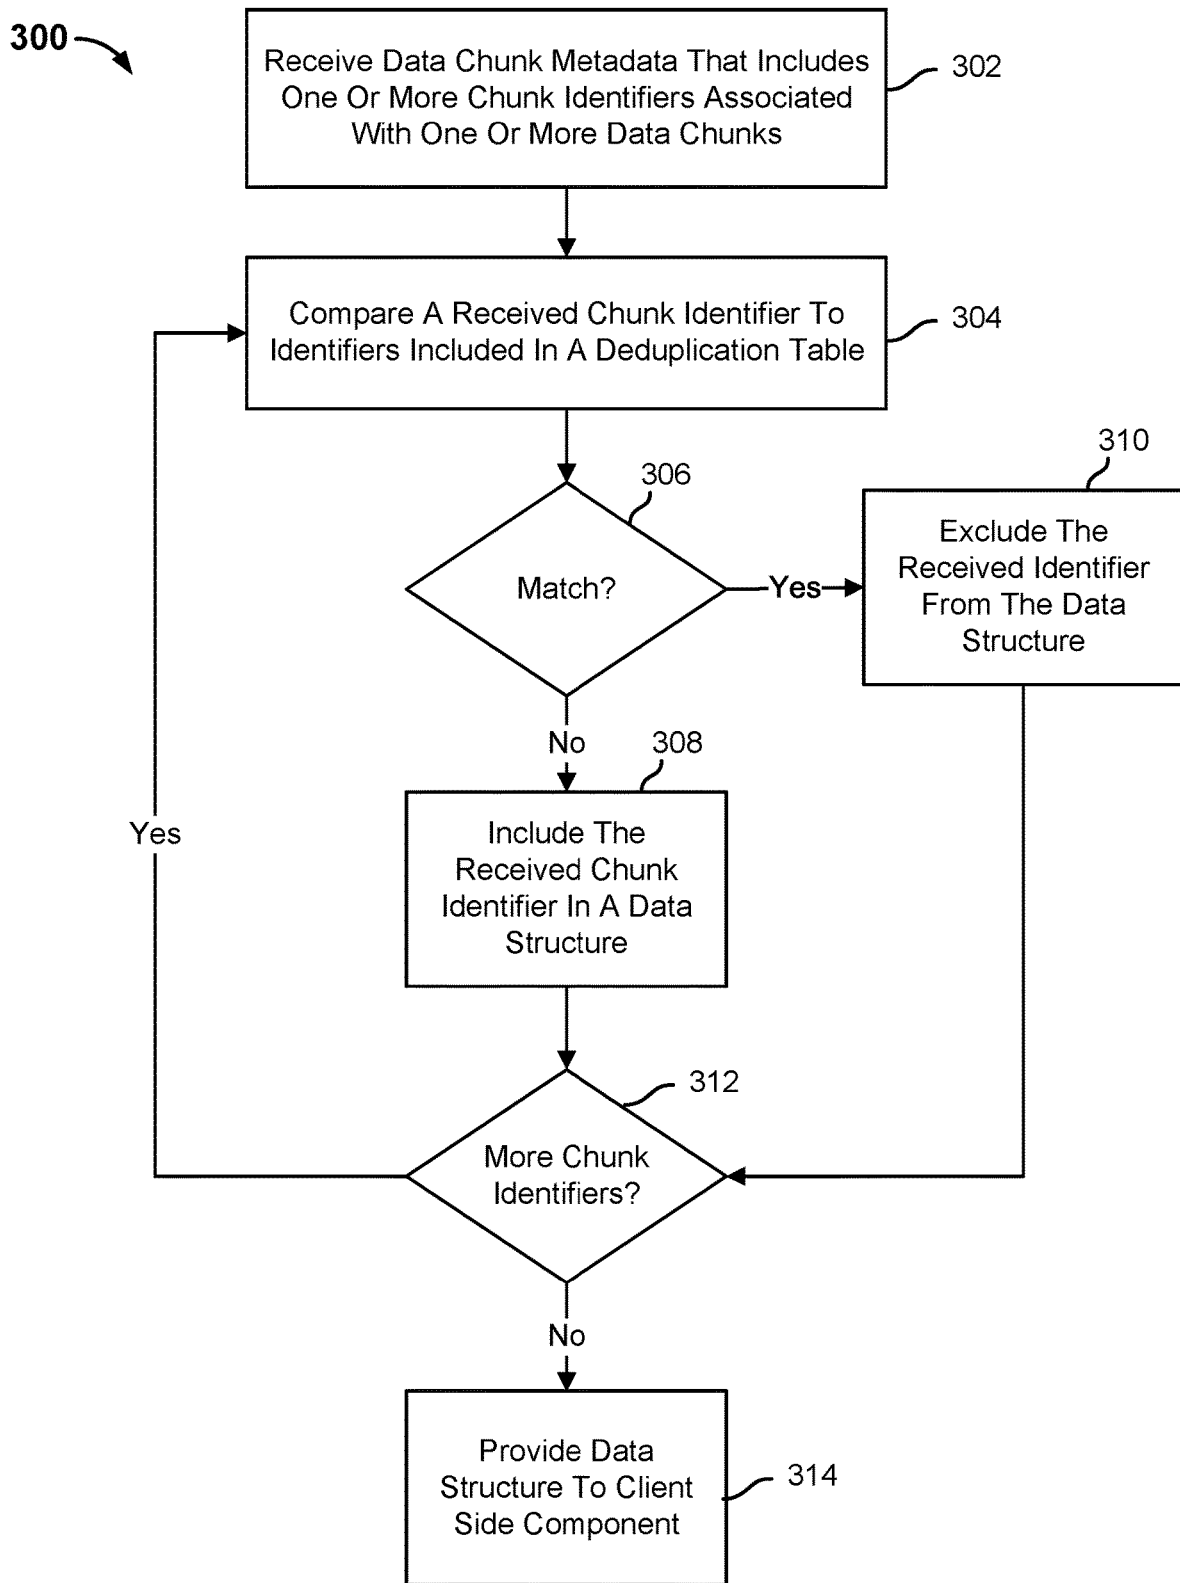 300
Receive Data Chunk Metadata That Includes
One Or More Chunk Identifiers Associated
With One Or More Data Chunks
302
Compare A Received Chunk Identifier To
Identifiers Included In A Deduplication Table
304
306
Match?
Yes
310
Exclude The
Received Identifier
From The Data
Structure
No
308
Include The
Received Chunk
Identifier In A Data
Structure
Yes
312
More Chunk
Identifiers?
No
Provide Data
Structure To Client
Side Component
314